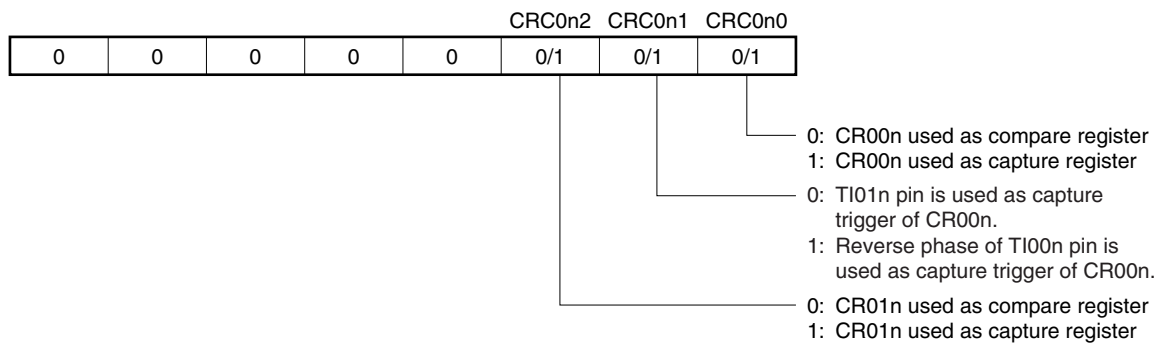 CRC0n2 CRC0n1 CRC0n0
0 0 0 0 0 0/1 0/1 0/1
0: CR00n used as compare register
1: CR00n used as capture register
0: TI01n pin is used as capture
trigger of CR00n.
1: Reverse phase of TI00n pin is
used as capture trigger of CR00n.
0: CR01n used as compare register
1: CR01n used as capture register